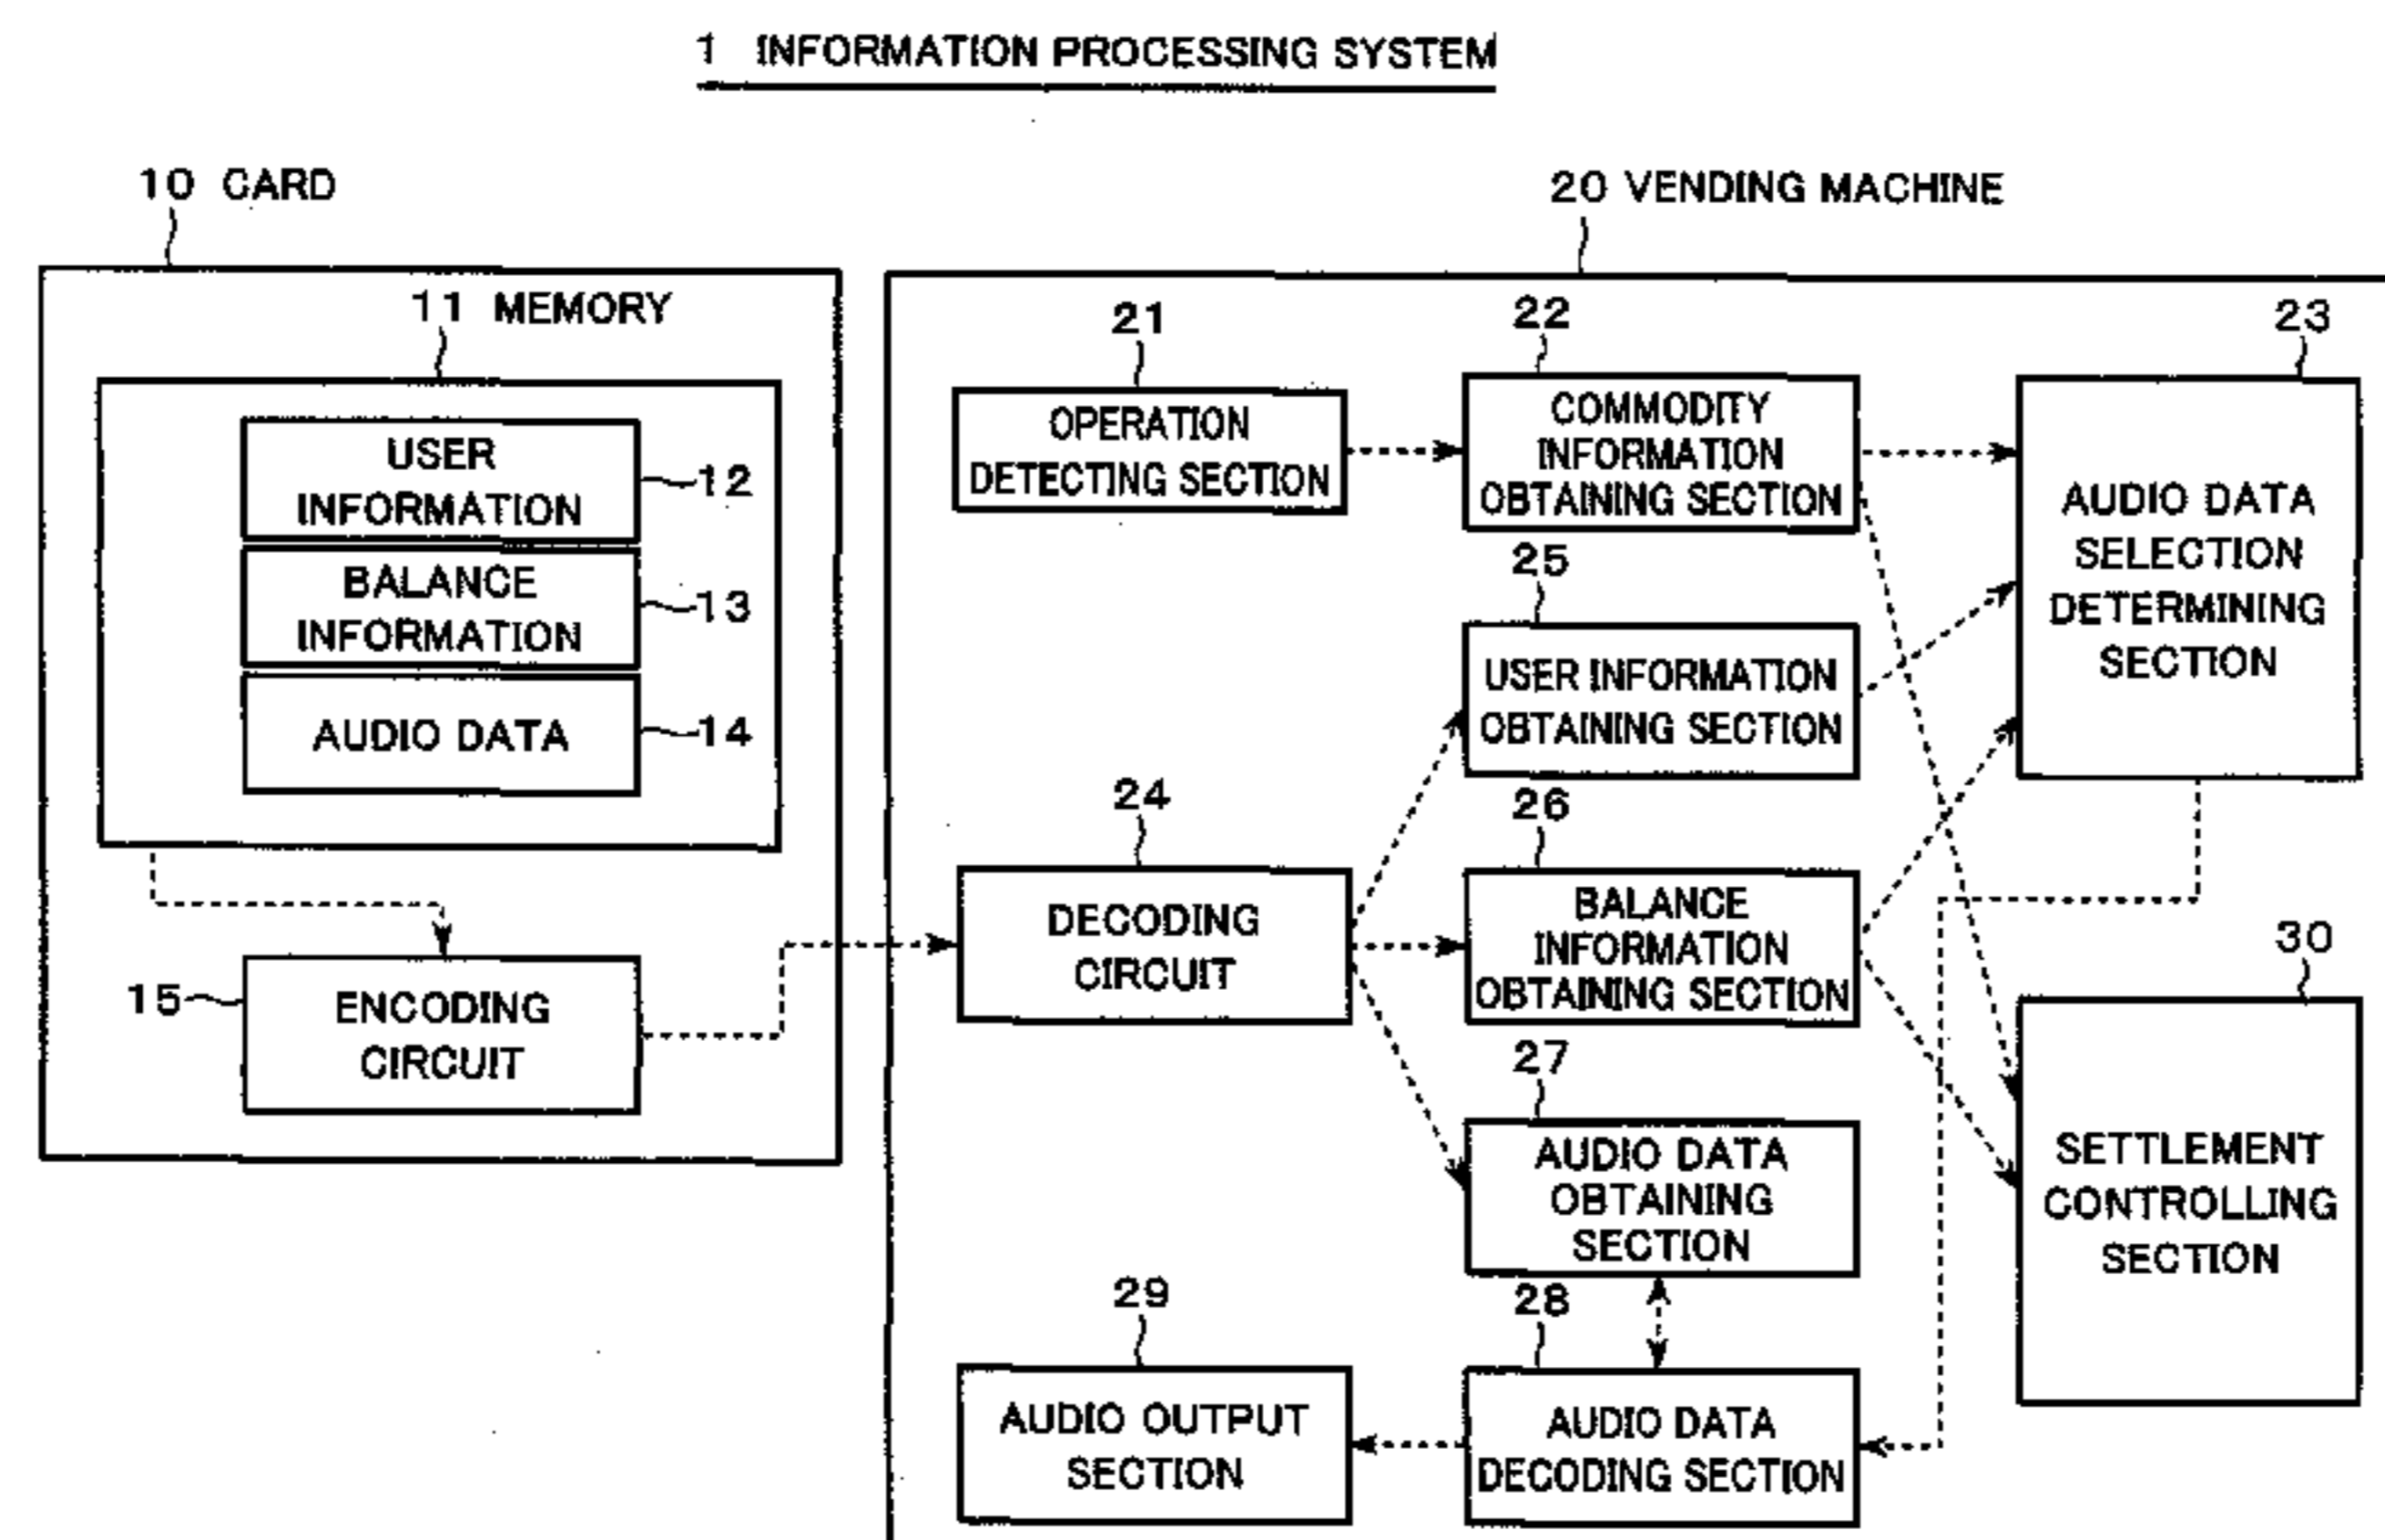 1 INFORMATION PROCESSING SYSTEM
10 CARD
11 MEMORY
USER
INFORMATION
12
BALANCE
INFORMATION
13
AUDIO DATA
14
15
ENCODING
CIRCUIT
20 VENDING MACHINE
21
OPERATION
DETECTING SECTION
22
COMMODITY
INFORMATION
OBTAINING SECTION
23
AUDIO DATA
SELECTION
DETERMINING
SECTION
24
DECODING
CIRCUIT
25
USER INFORMATION
OBTAINING SECTION
26
BALANCE
INFORMATION
OBTAINING SECTION
27
AUDIO DATA
OBTAINING
SECTION
28
AUDIO DATA
DECODING SECTION
29
AUDIO OUTPUT
SECTION
30
SETTLEMENT
CONTROLLING
SECTION